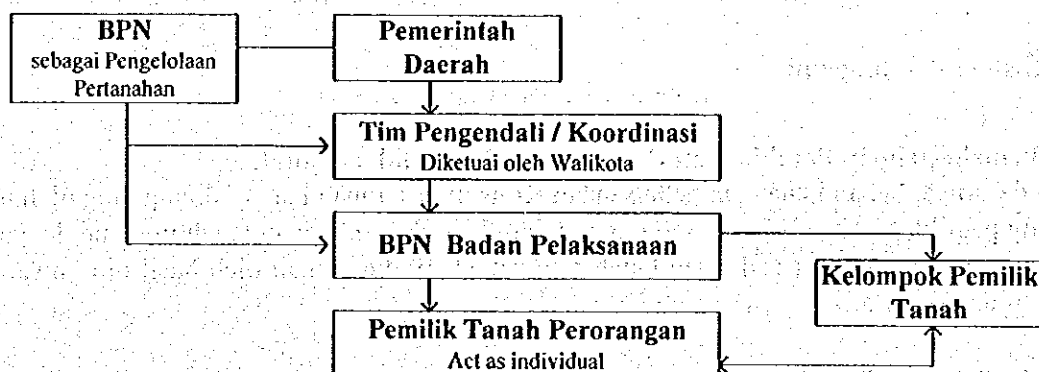 BPN
sebagai Pengelolaan
Pertanahan
Pemerintah
Daerah
Tim Pengendali / Koordinasi
Diketuai oleh Walikota
BPN Badan Pelaksanaan
Kelompok Pemilik
Tanah
Pemilik Tanah Perorangan
Act as individual